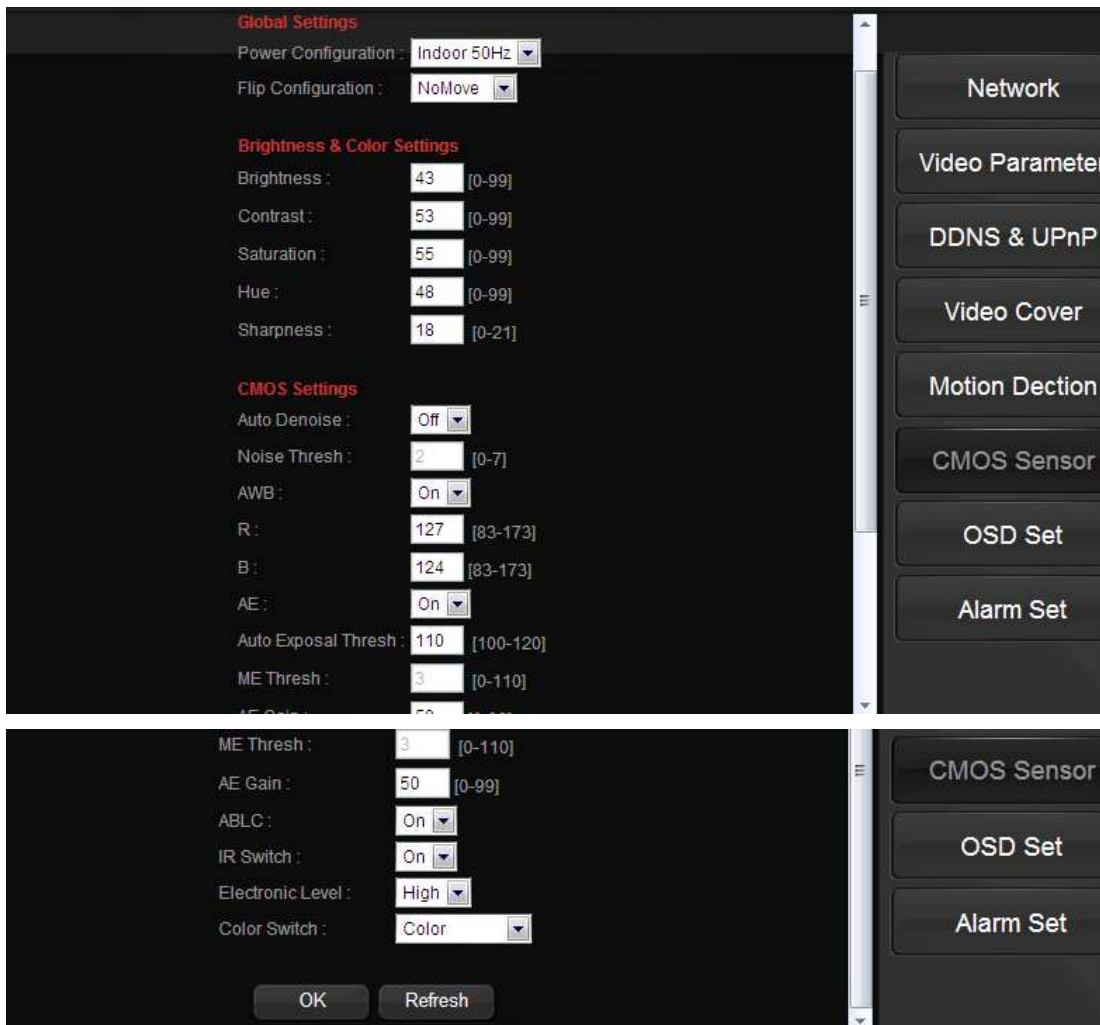 Global Settings
Power Configuration : Indoor 50Hz
Flip Configuration : NoMove
Brightness & Color Settings
Brightness : 43 [0-99]
Contrast : 53 [0-99]
Saturation : 55 [0-99]
Hue : 48 [0-99]
Sharpness : 18 [0-21]
CMOS Settings
Auto Denoise : Off
Noise Thresh : 2 [0-7]
AWB : On
R : 127 [83-173]
B : 124 [83-173]
AE : On
Auto Exposal Thresh : 110 [100-120]
ME Thresh : 3 [0-110]
Network
Video Parameter
DDNS & UPnP
Video Cover
Motion Dection
CMOS Sensor
OSD Set
Alarm Set
ME Thresh : 3 [0-110]
AE Gain : 50 [0-99]
ABLC : On
IR Switch : On
Electronic Level : High
Color Switch : Color
OK Refresh
CMOS Sensor
OSD Set
Alarm Set